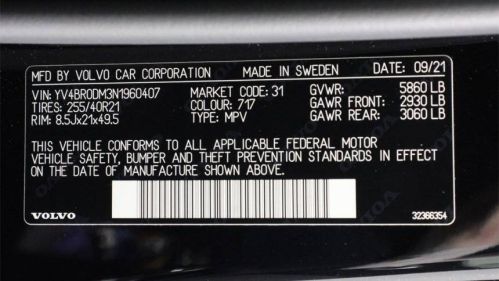 MFD BY VOLVO CAR CORPORATION MADE IN SWEDEN DATE: 09/21
VIN: YV4BR0DM3N1960407 MARKET CODE: 31 GVWR: 5860 LB
TIRES: 255/40R21 COLOUR: 717 GAWR FRONT: 2930 LB
RIM: 8.5Jx21x49.5 TYPE: MPV GAWR REAR: 3060 LB
THIS VEHICLE CONFORMS TO ALL APPLICABLE FEDERAL MOTOR
VEHICLE SAFETY, BUMPER AND THEFT PREVENTION STANDARDS IN EFFECT
ON THE DATE OF MANUFACTURE SHOWN ABOVE.
VOLVO 32366354